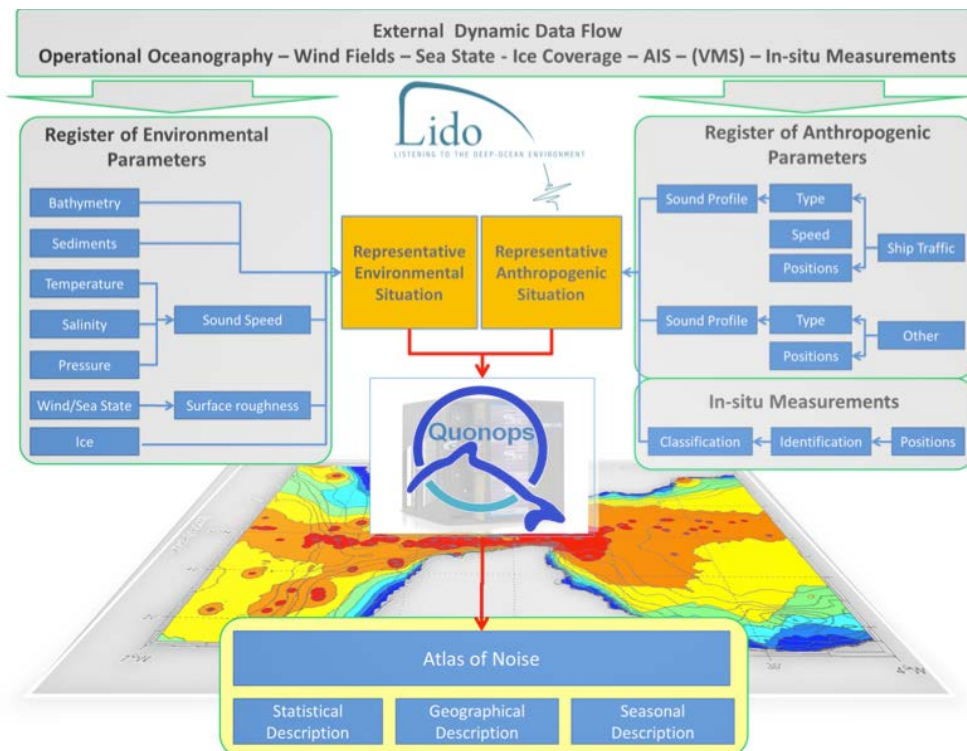 External Dynamic Data Flow
Operational Oceanography – Wind Fields – Sea State - Ice Coverage – AIS – (VMS) – In-situ Measurements
Register of Environmental
Parameters
Bathymetry
Sediments
Temperature
Salinity
Pressure
Wind/Sea State
Ice
Sound Speed
Surface roughness
Lido
LISTENING TO THE DEEP-OCEAN ENVIRONMENT
Representative
Environmental
Situation
Representative
Anthropogenic
Situation
Register of Anthropogenic
Parameters
Sound Profile
Type
Speed
Positions
Ship Traffic
Sound Profile
Type
Positions
Other
In-situ Measurements
Classification
Identification
Positions
Quonops
Atlas of Noise
Statistical
Description
Geographical
Description
Seasonal
Description